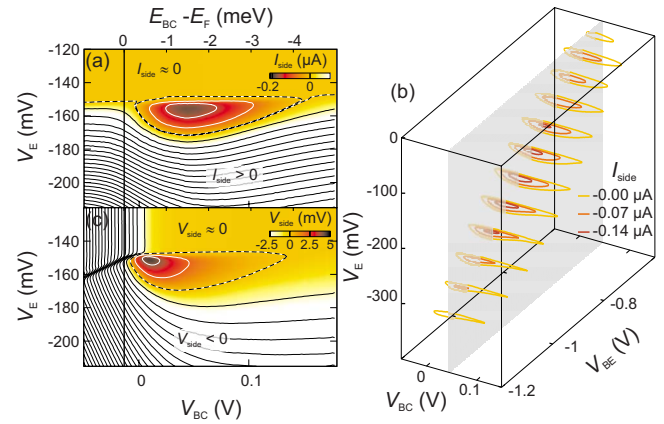 E_BC -E_F (meV)
0 -1 -2 -4
(a) I_side ≈ 0 I_side (µA)
-0.2 0
-120
-140
-160
-180
-200
V_E (mV)
I_side > 0
(c) V_side ≈ 0 V_side (mV)
-2.5 0 2.5 5
-140
-160
-180
-200
V_E (mV)
V_side < 0
0 0.1
V_BC (V)
(b)
0
-100
-200
-300
V_E (mV)
I_side
-0.00 µA
-0.07 µA
-0.14 µA
0 0.1
V_BC (V)
-1.2 -1 -0.8
V_BE (V)